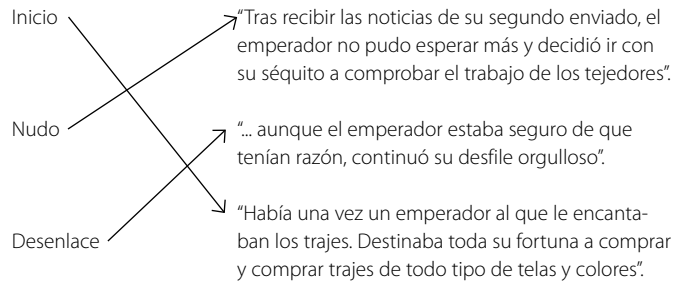 Inicio
“Tras recibir las noticias de su segundo enviado, el
emperador no pudo esperar más y decidió ir con
su séquito a comprobar el trabajo de los tejedores”.
Nudo
“... aunque el emperador estaba seguro de que
tenían razón, continuó su desfile orgulloso”.
“Había una vez un emperador al que le encanta-
Desenlace
ban los trajes. Destinaba toda su fortuna a comprar
y comprar trajes de todo tipo de telas y colores”.